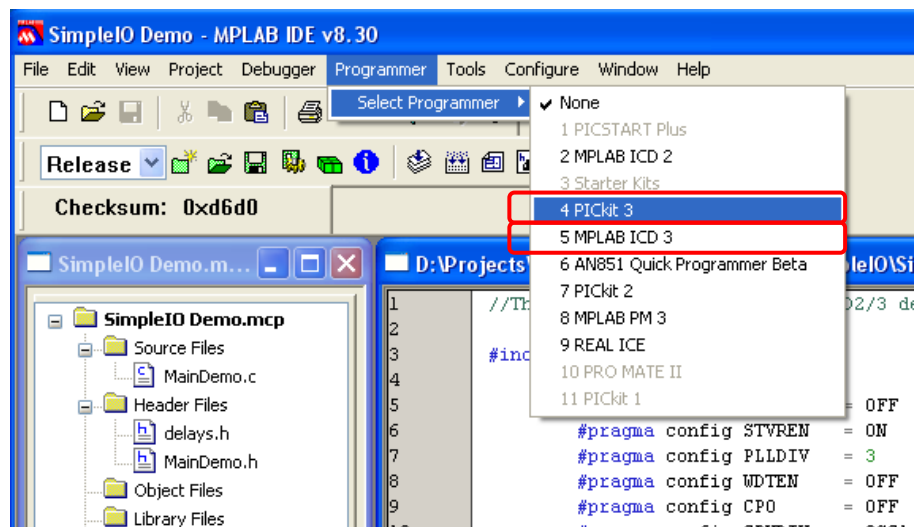 SimpleIO Demo - MPLAB IDE v8.30
File Edit View Project Debugger Programmer Tools Configure Window Help
Select Programmer
None
1 PICSTART Plus
2 MPLAB ICD 2
3 Starter Kits
4 PICkit 3
5 MPLAB ICD 3
6 AN851 Quick Programmer Beta
7 PICkit 2
8 MPLAB PM 3
9 REAL ICE
10 PRO MATE II
11 PICkit 1
Release
Checksum: 0xd6d0
SimpleIO Demo.m...
SimpleIO Demo.mcp
Source Files
MainDemo.c
Header Files
delays.h
MainDemo.h
Object Files
Library Files
D:\Projects
1 //Th
2
3 #inc
4
5 = OFF
6 #pragma config STVREN = ON
7 #pragma config PLLDIV = 3
8 #pragma config WDTEN = OFF
9 #pragma config CP0 = OFF